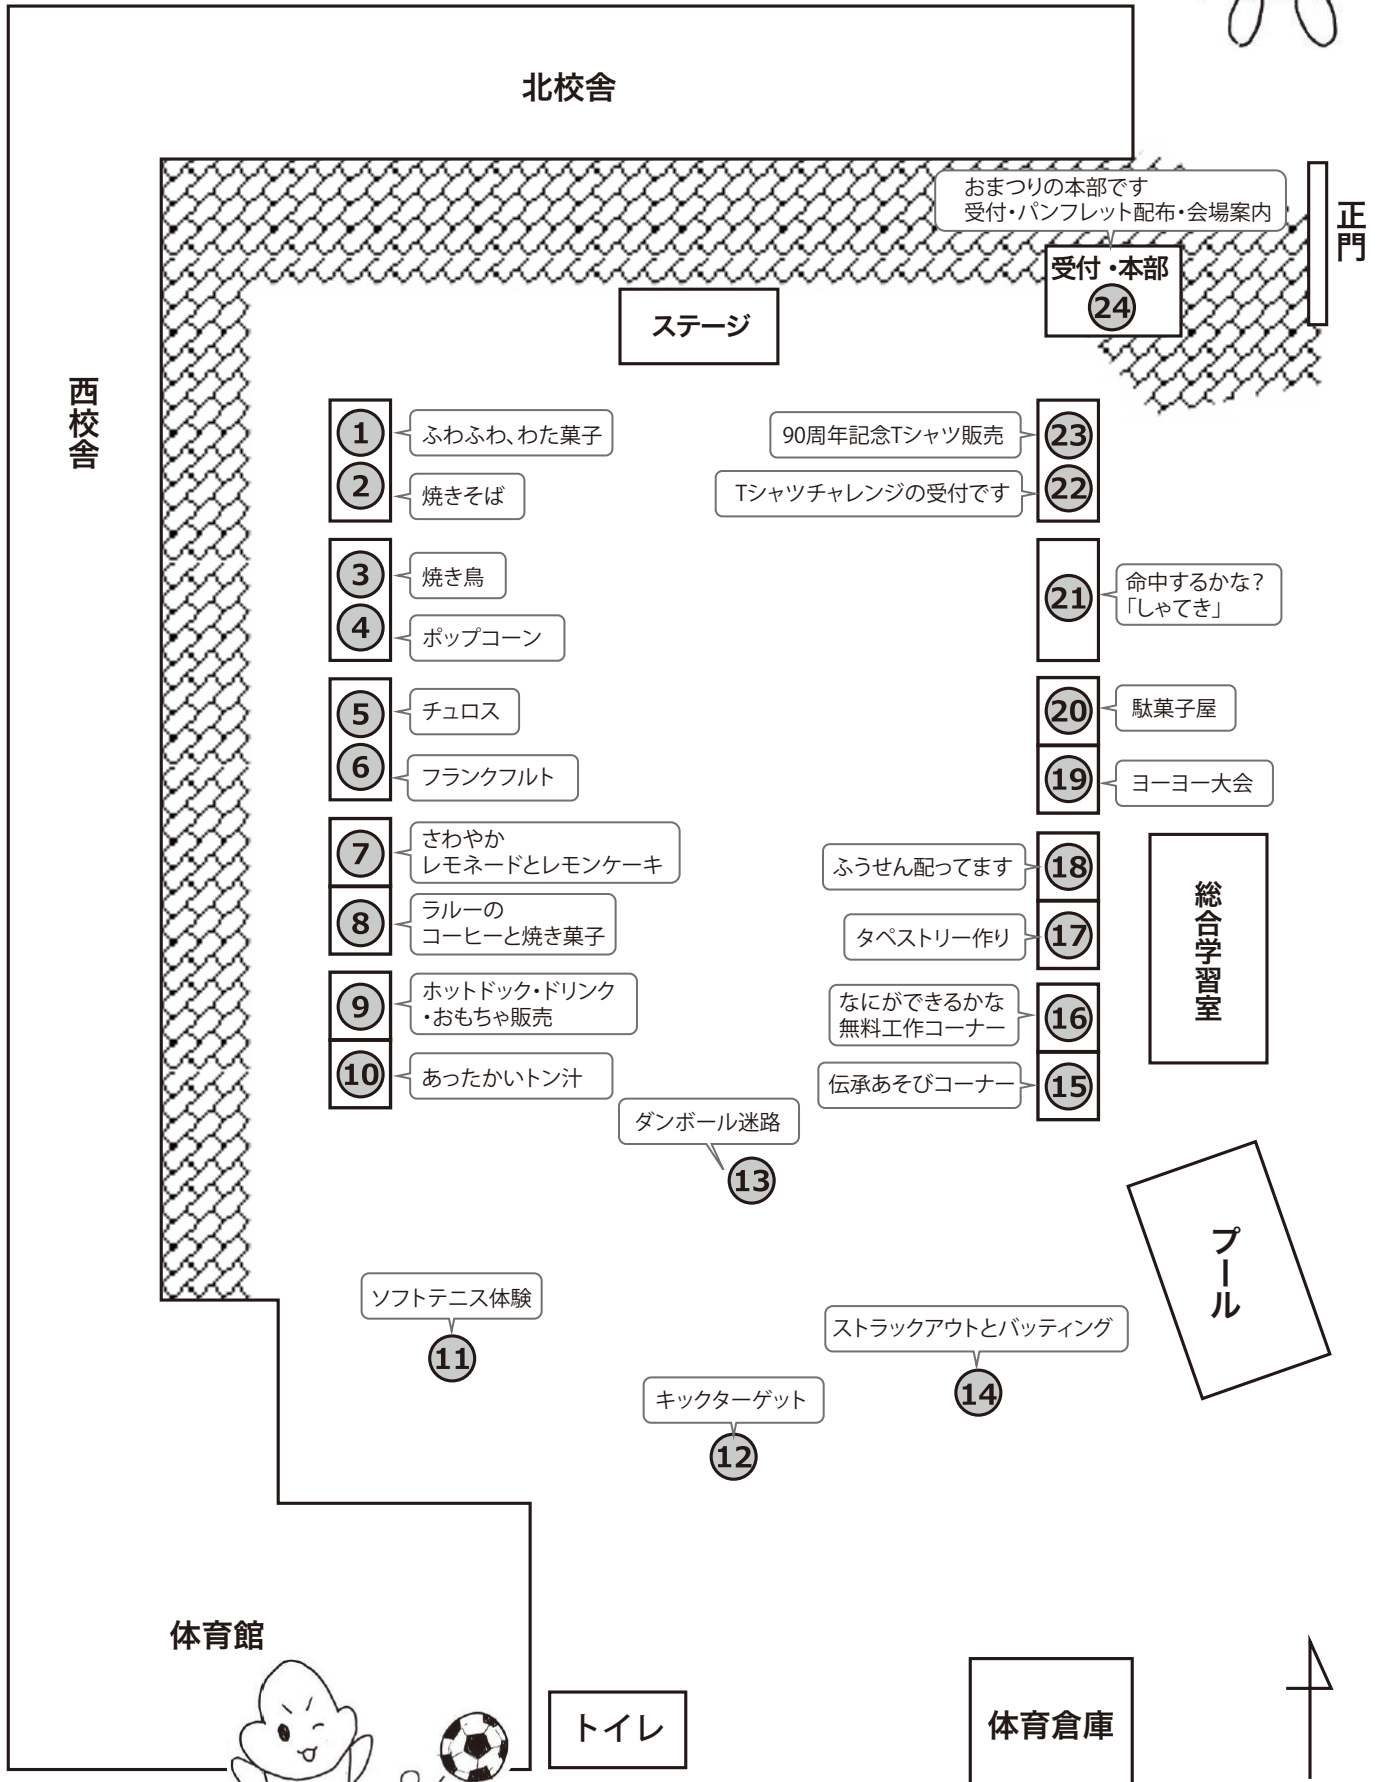 北校舎
おまつりの本部です
受付・パンフレット配布・会場案内
正門
受付・本部
24
ステージ
西校舎
1
ふわふわ、わた菓子
2
焼きそば
3
焼き鳥
4
ポップコーン
5
チュロス
6
フランクフルト
7
さわやか
レモネードとレモンケーキ
8
ラルーの
コーヒーと焼き菓子
9
ホットドック・ドリンク
・おもちゃ販売
10
あったかいトン汁
90周年記念Tシャツ販売
23
Tシャツチャレンジの受付です
22
21
命中するかな?
「しゃてき」
20
駄菓子屋
19
ヨーヨー大会
ふうせん配ってます
18
タペストリー作り
17
なにができるかな
無料工作コーナー
16
伝承あそびコーナー
15
総合学習室
ダンボール迷路
13
プール
ソフトテニス体験
11
ストラックアウトとバッティング
14
キックターゲット
12
体育館
トイレ
体育倉庫